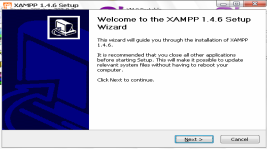 XAMPP 1.4.6 Setup
Welcome to the XAMPP 1.4.6 Setup
Wizard
This wizard will guide you through the installation of XAMPP
1.4.6.
It is recommended that you close all other applications
before starting Setup. This will make it possible to update
relevant system files without having to reboot your
computer.
Click Next to continue.
Next >
Cancel